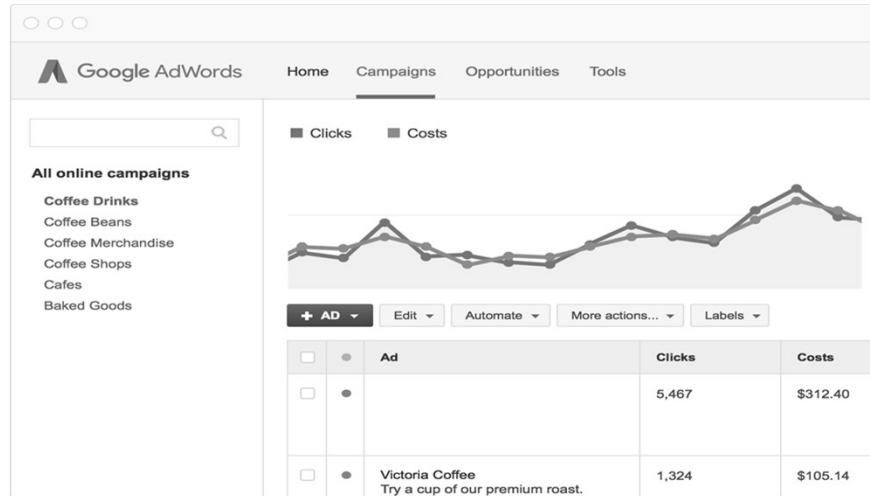 Google AdWords
Home Campaigns Opportunities Tools
Clicks Costs
All online campaigns
Coffee Drinks
Coffee Beans
Coffee Merchandise
Coffee Shops
Cafes
Baked Goods
+ AD Edit Automate More actions... Labels
Ad Clicks Costs
5,467 $312.40
Victoria Coffee 1,324 $105.14
Try a cup of our premium roast.